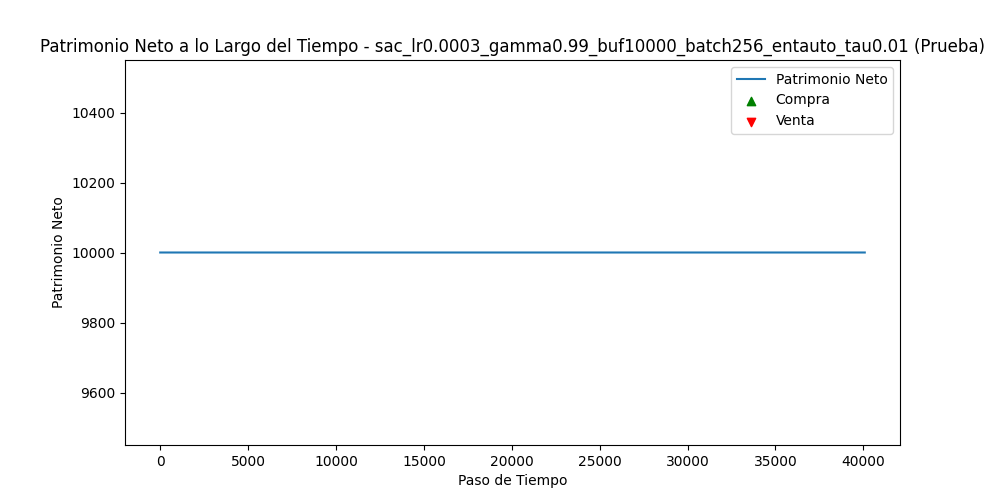 Patrimonio Neto a lo Largo del Tiempo - sac_lr0.0003_gamma0.99_buf10000_batch256_entauto_tau0.01 (Prueba)
Patrimonio Neto
Compra
Venta
10400
10200
10000
9800
9600
Patrimonio Neto
0
5000
10000
15000
20000
25000
30000
35000
40000
Paso de Tiempo